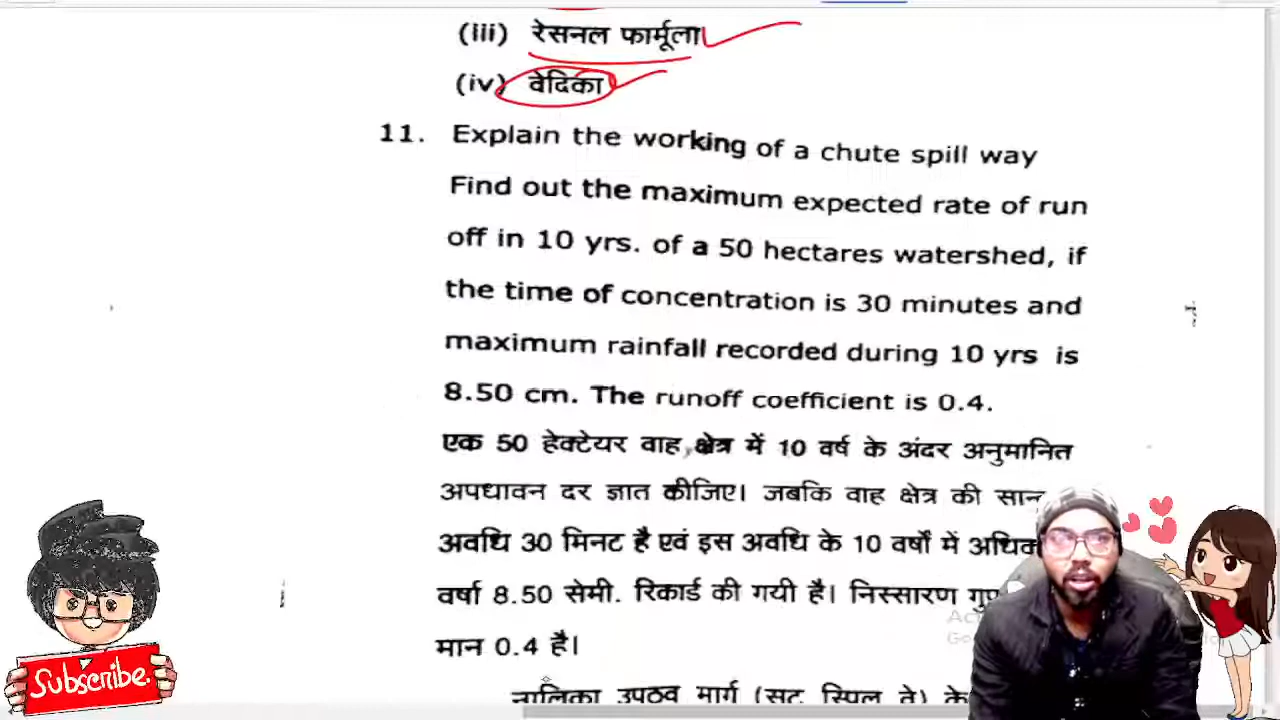 (iii) रेसनल फार्मूला
(iv) वेदिका
11. Explain the working of a chute spill way
Find out the maximum expected rate of run
off in 10 yrs. of a 50 hectares watershed, if
the time of concentration is 30 minutes and
maximum rainfall recorded during 10 yrs is
8.50 cm. The runoff coefficient is 0.4.
एक 50 हेक्टेयर वाह क्षेत्र में 10 वर्ष के अंदर अनुमानित
अपधावन दर ज्ञात कीजिए। जबकि वाह क्षेत्र की
अवधि 30 मिनट है एवं इस अवधि के 10 वर्षों में
वर्षा 8.50 सेमी. रिकार्ड की गयी है। निस्सारण
मान 0.4 है।
नालिका उपठव मार्ग (सट स्पिल वे) के
Subscribe.